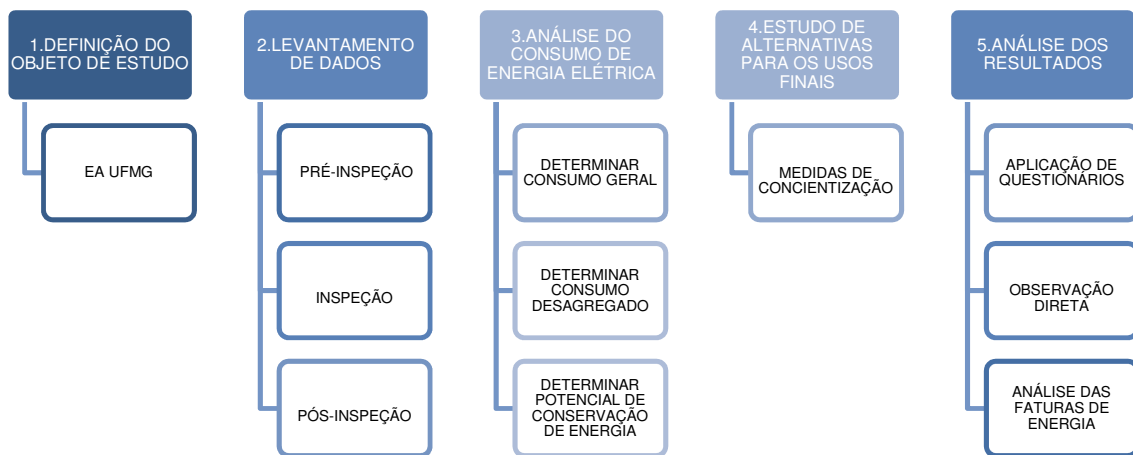 1.DEFINIÇÃO DO
OBJETO DE ESTUDO
EA UFMG
2.LEVANTAMENTO
DE DADOS
PRÉ-INSPEÇÃO
INSPEÇÃO
PÓS-INSPEÇÃO
3.ANÁLISE DO
CONSUMO DE
ENERGIA ELÉTRICA
DETERMINAR
CONSUMO GERAL
DETERMINAR
CONSUMO
DESAGREGADO
DETERMINAR
POTENCIAL DE
CONSERVAÇÃO
DE ENERGIA
4.ESTUDO DE
ALTERNATIVAS
PARA OS USOS
FINAIS
MEDIDAS DE
CONCIENTIZAÇÃO
5.ANÁLISE DOS
RESULTADOS
APLICAÇÃO DE
QUESTIONÁRIOS
OBSERVAÇÃO
DIRETA
ANÁLISE DAS
FATURAS DE
ENERGIA